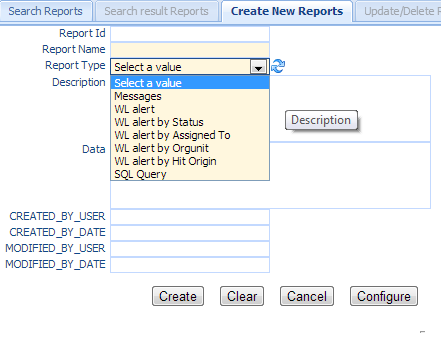 Search Reports Search result Reports Create New Reports Update/Delete
Report Id
Report Name
Report Type Select a value
Description Select a value
Messages
WL alert
WL alert by Status
Description
WL alert by Assigned To
Data WL alert by Orgunit
WL alert by Hit Origin
SQL Query
CREATED_BY_USER
CREATED_BY_DATE
MODIFIED_BY_USER
MODIFIED_BY_DATE
Create Clear Cancel Configure